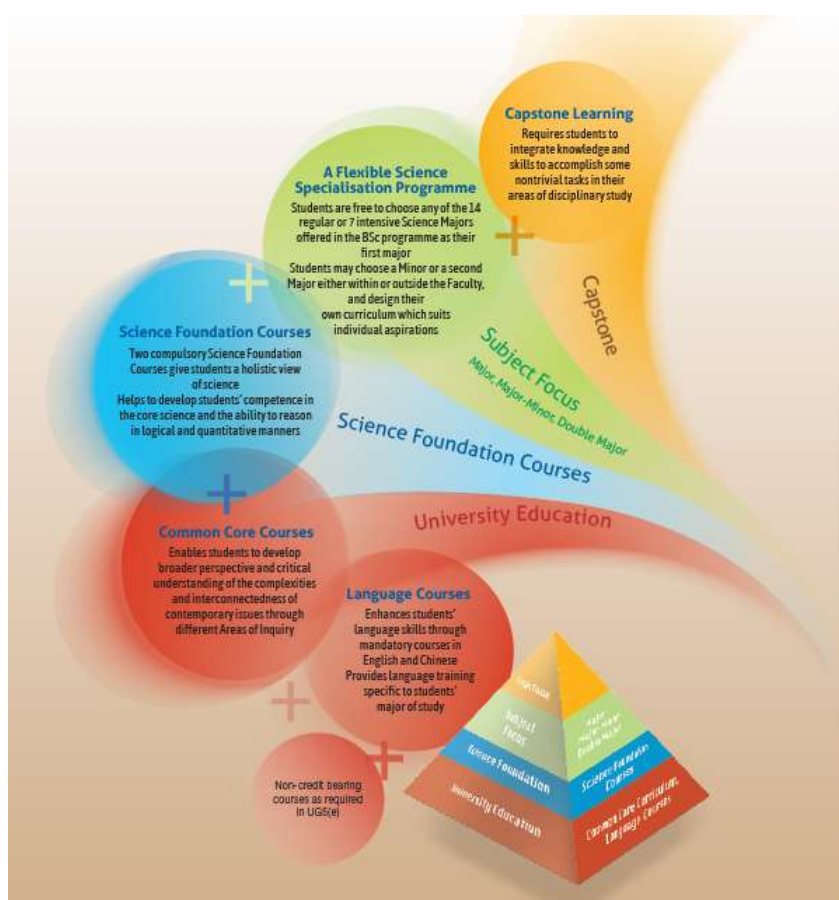 Capstone Learning
Requires students to
integrate knowledge and
skills to accomplish some
nontrivial tasks in their
areas of disciplinary study
A Flexible Science
Specialisation Programme
Students are free to choose any of the 14
regular or 7 intensive Science Majors
offered in the BSc programme as their
first major
Students may choose a Minor or a second
Major either within or outside the Faculty,
and design their
own curriculum which suits
individual aspirations
Science Foundation Courses
Two compulsory Science Foundation
Courses give students a holistic view
of science
Helps to develop students' competence in
the core science and the ability to reason
in logical and quantitative manners
Common Core Courses
Enables students to develop
broader perspective and critical
understanding of the complexities
and interconnectedness of
contemporary issues through
different Areas of Inquiry
Language Courses
Enhances students'
language skills through
mandatory courses in
English and Chinese
Provides language training
specific to students'
major of study
Non-credit bearing
courses as required
in UG5(e)
Capstone
Subject Focus
Major, Major-Minor, Double Major
Science Foundation Courses
University Education
Capstone
Subject
Focus
Major
Major-Minor
Double Major
Science Foundation
Science Foundation
Courses
University Education
Common Core Curriculum,
Language Courses